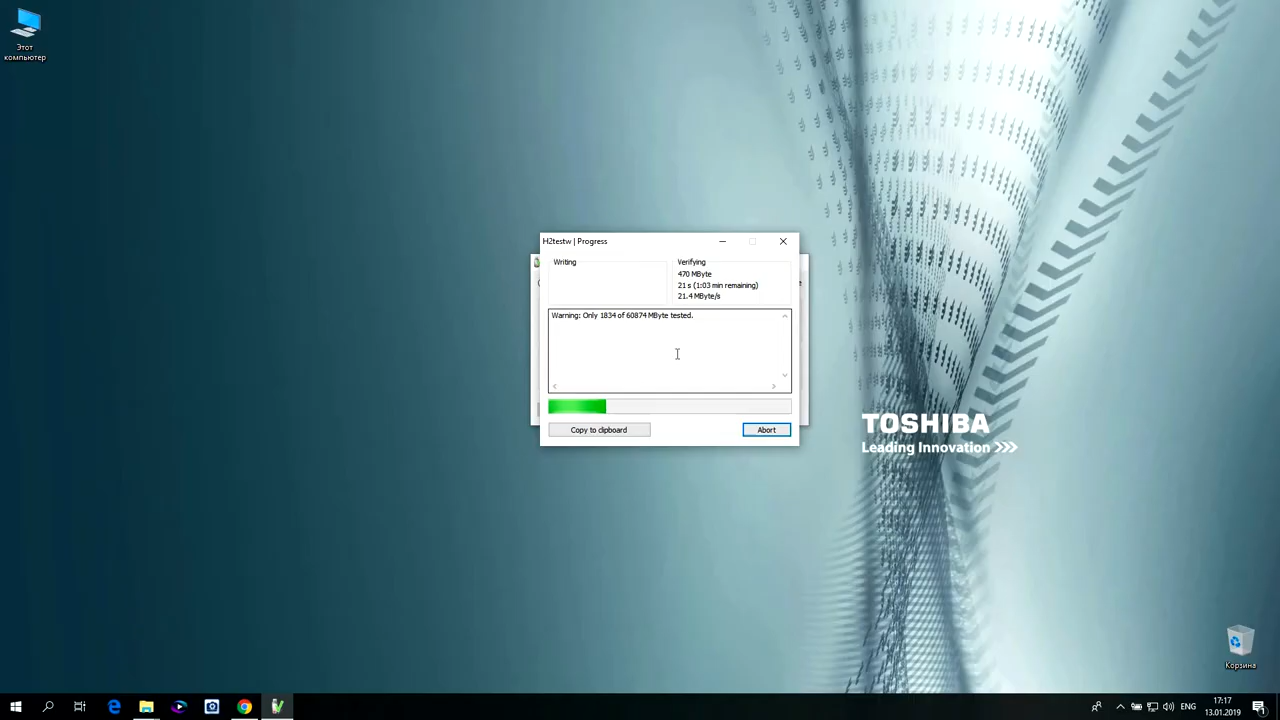 Этот
компьютер
H2testw | Progress
Writing
Verifying
470 MByte
21 s (1:03 min remaining)
21.4 MByte/s
Warning: Only 1834 of 60874 MByte tested.
Copy to clipboard
Abort
TOSHIBA
Leading Innovation >>>
Корзина
ENG
17:17
13.01.2019